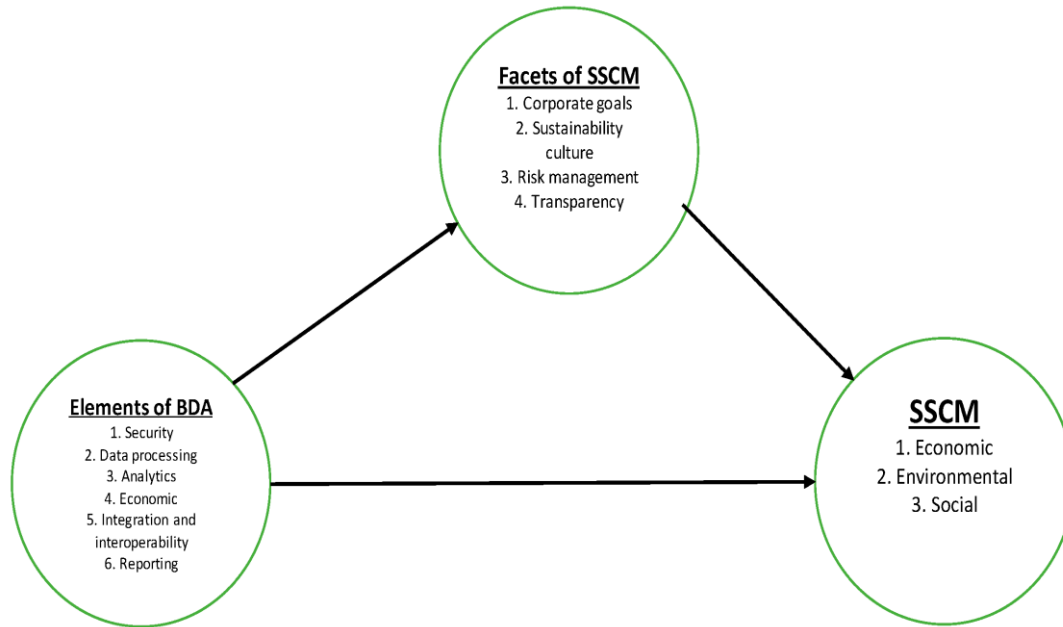 Facets of SSCM
1. Corporate goals
2. Sustainability
culture
3. Risk management
4. Transparency
Elements of BDA
1. Security
2. Data processing
3. Analytics
4. Economic
5. Integration and
interoperability
6. Reporting
SSCM
1. Economic
2. Environmental
3. Social